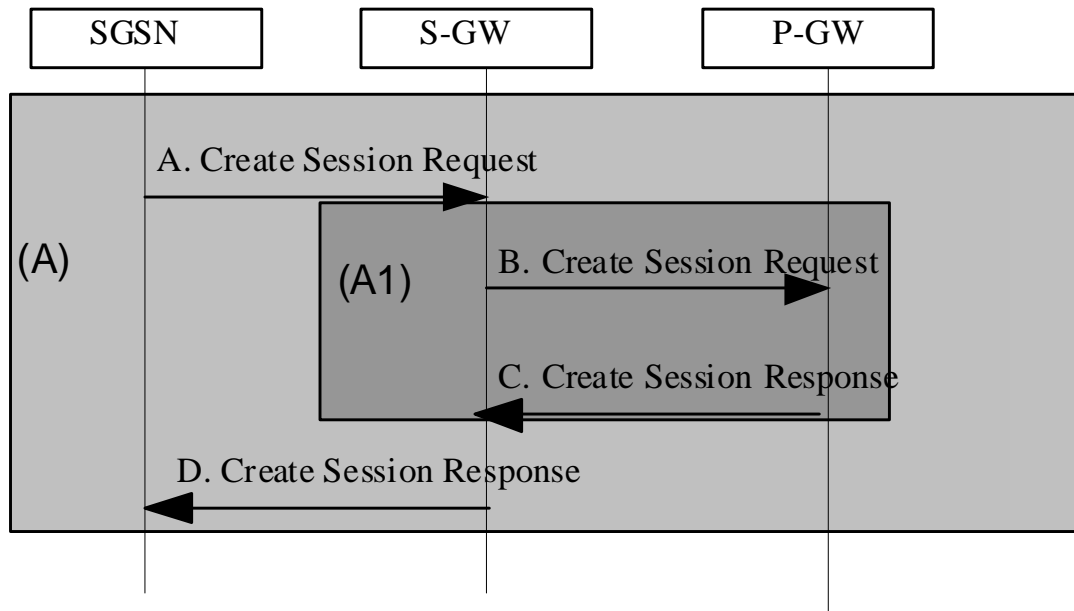 SGSN
S-GW
P-GW
A. Create Session Request
(A)
B. Create Session Request
(A1)
C. Create Session Response
D. Create Session Response